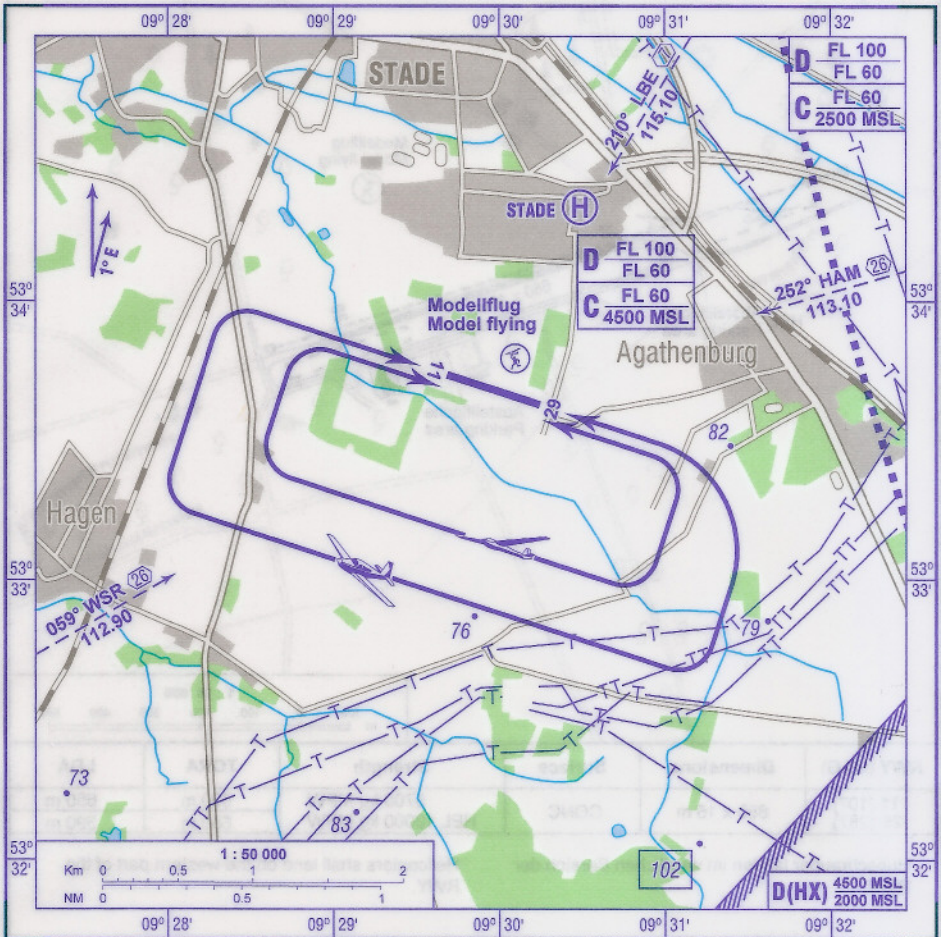 09° 28' 09° 29' 09° 30' 09° 31' 09° 32'
STADE
D FL 100
FL 60
C FL 60
2500 MSL
210° LBE
115.10
STADE H
1° E
D FL 100
FL 60
C FL 60
4500 MSL
53°
34'
53°
34'
252° HAM 26
113.10
Modellflug
Model flying
Agathenburg
11
29
82
Hagen
53°
33'
53°
33'
059° WSR 26
112.90
76
79
T
TT
73
83
102
53°
32'
53°
32'
1 : 50 000
Km 0 0.5 1 2
NM 0 0.5 1
D(HX) 4500 MSL
2000 MSL
09° 28' 09° 29' 09° 30' 09° 31' 09° 32'